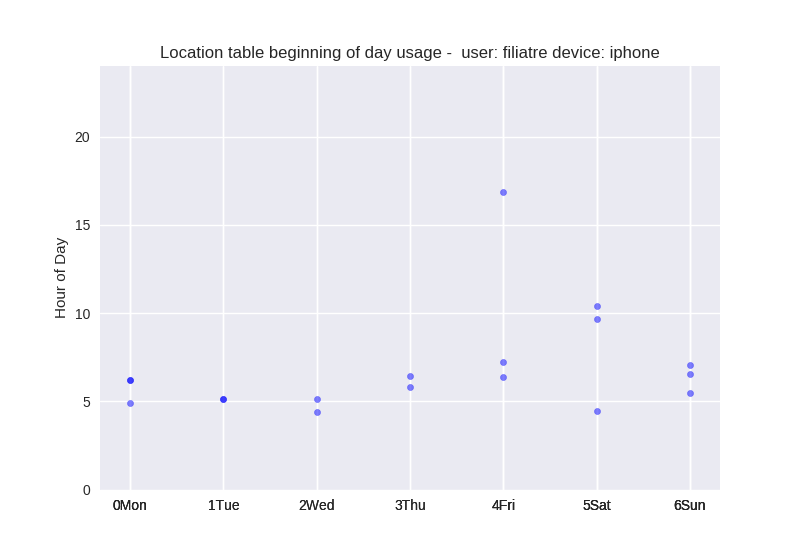 Location table beginning of day usage -  user: filiatre device: iphone
Hour of Day
20
15
10
5
0
0Mon 1Tue 2Wed 3Thu 4Fri 5Sat 6Sun